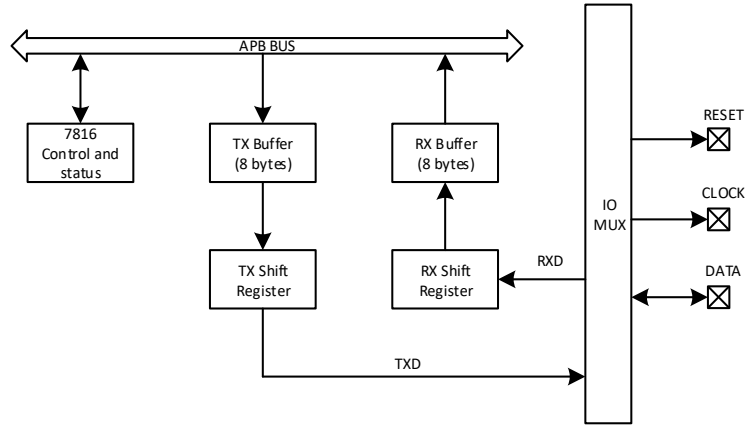 APB BUS
7816
Control and
status
TX Buffer
(8 bytes)
RX Buffer
(8 bytes)
RESET
CLOCK
IO
MUX
TX Shift
Register
RX Shift
Register
RXD
DATA
TXD